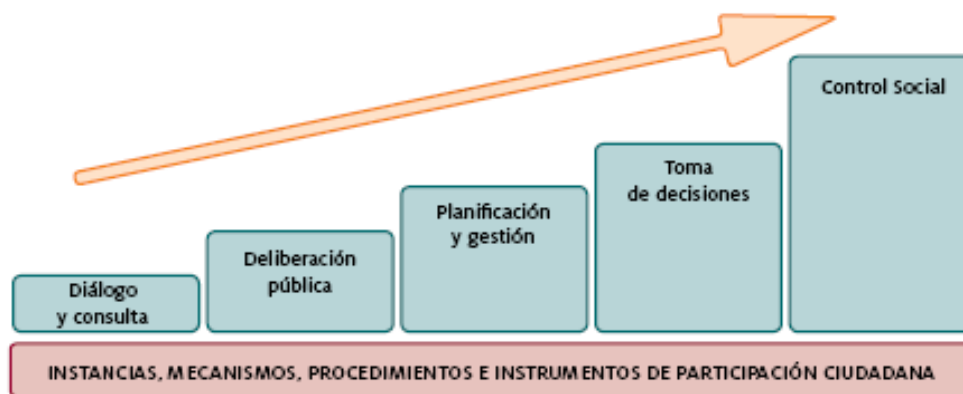 Diálogo
y consulta
Deliberación
pública
Planificación
y gestión
Toma
de decisiones
Control Social
INSTANCIAS, MECANISMOS, PROCEDIMIENTOS E INSTRUMENTOS DE PARTICIPACIÓN CIUDADANA